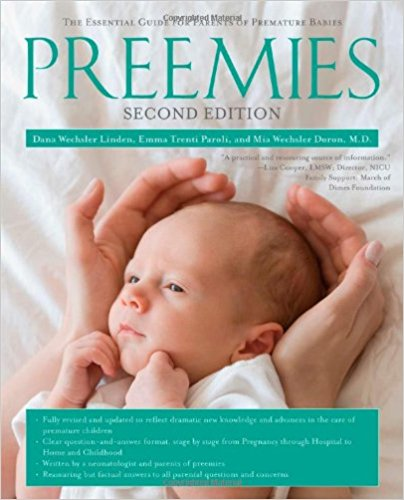 The Essential Guide for Parents of Premature Babies
PREEMIES
SECOND EDITION
Dana Wechsler Linden, Emma Trenti Paroli, and Mia Wechsler Doron, M.D.
"A practical and reassuring source of information."
—Liza Cooper, LMSW; Director, NICU
Family Support, March of
Dimes Foundation
• Fully revised and updated to reflect dramatic new knowledge and advances in the care of
premature children
• Clear question-and-answer format, stage by stage from Pregnancy through Hospital to
Home and Childhood
• Written by a neonatologist and parents of preemies
• Reassuring but factual answers to all parental questions and concerns